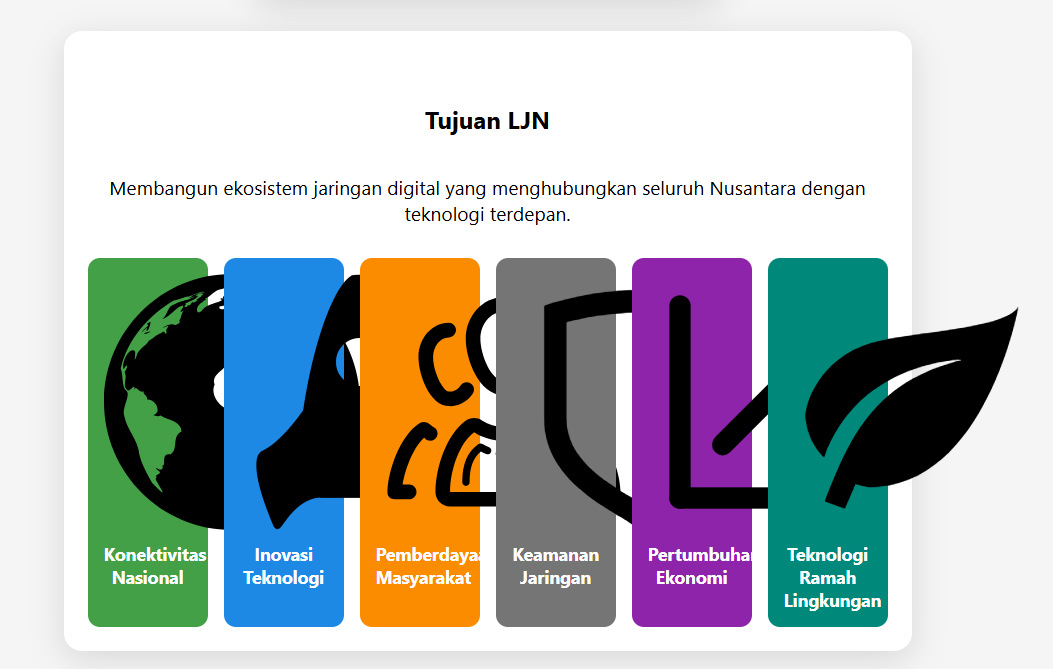 Tujuan LJN
Membangun ekosistem jaringan digital yang menghubungkan seluruh Nusantara dengan
teknologi terdepan.
Konektivitas
Nasional
Inovasi
Teknologi
Pemberdayaa
Masyarakat
Keamanan
Jaringan
Pertumbuhan
Ekonomi
Teknologi
Ramah
Lingkungan